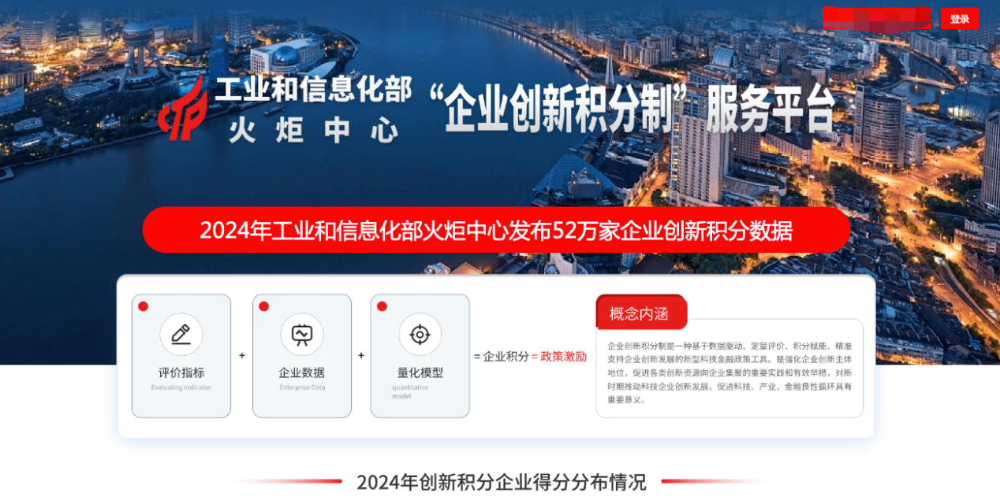 登录
工业和信息化部
火炬中心
“企业创新积分制”服务平台
2024年工业和信息化部火炬中心发布52万家企业创新积分数据
评价指标
Evaluating Indicator
+
企业数据
Enterprise Data
+
量化模型
quantitative
model
=企业积分=政策激励
概念内涵
企业创新积分制是一种基于数据驱动、定量评价、积分赋能、精准
支持企业创新发展的新型科技金融政策工具。是强化企业创新主体
地位，促进各类创新资源向企业集聚的重要实践和有效举措，对新
时期推动科技企业创新发展、促进科技、产业、金融良性循环具有
重要意义。
2024年创新积分企业得分分布情况